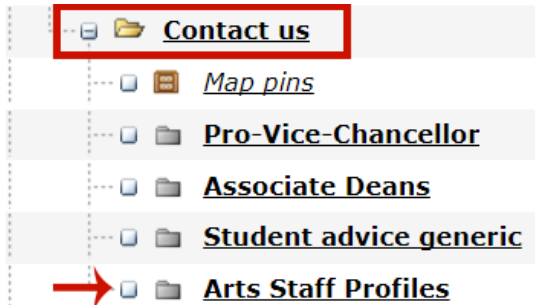 Contact us
Map pins
Pro-Vice-Chancellor
Associate Deans
Student advice generic
Arts Staff Profiles